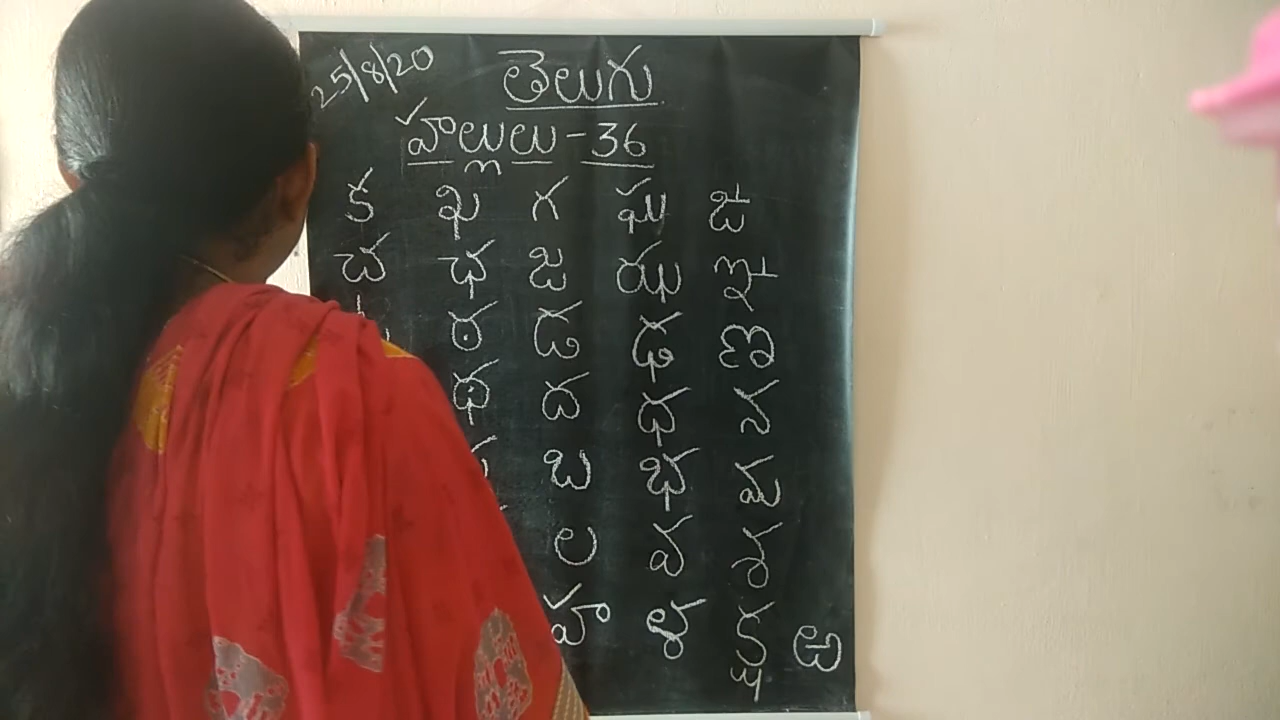 25/8/20 తెలుగు
హల్లులు - 36
క ఖ గ ఘ ఙ
చ ఛ జ ఝ ఞ
ఠ డ ఢ ణ
థ ద ధ న
బ భ మ
ల వ శ
హ ళ క్ష ఱ